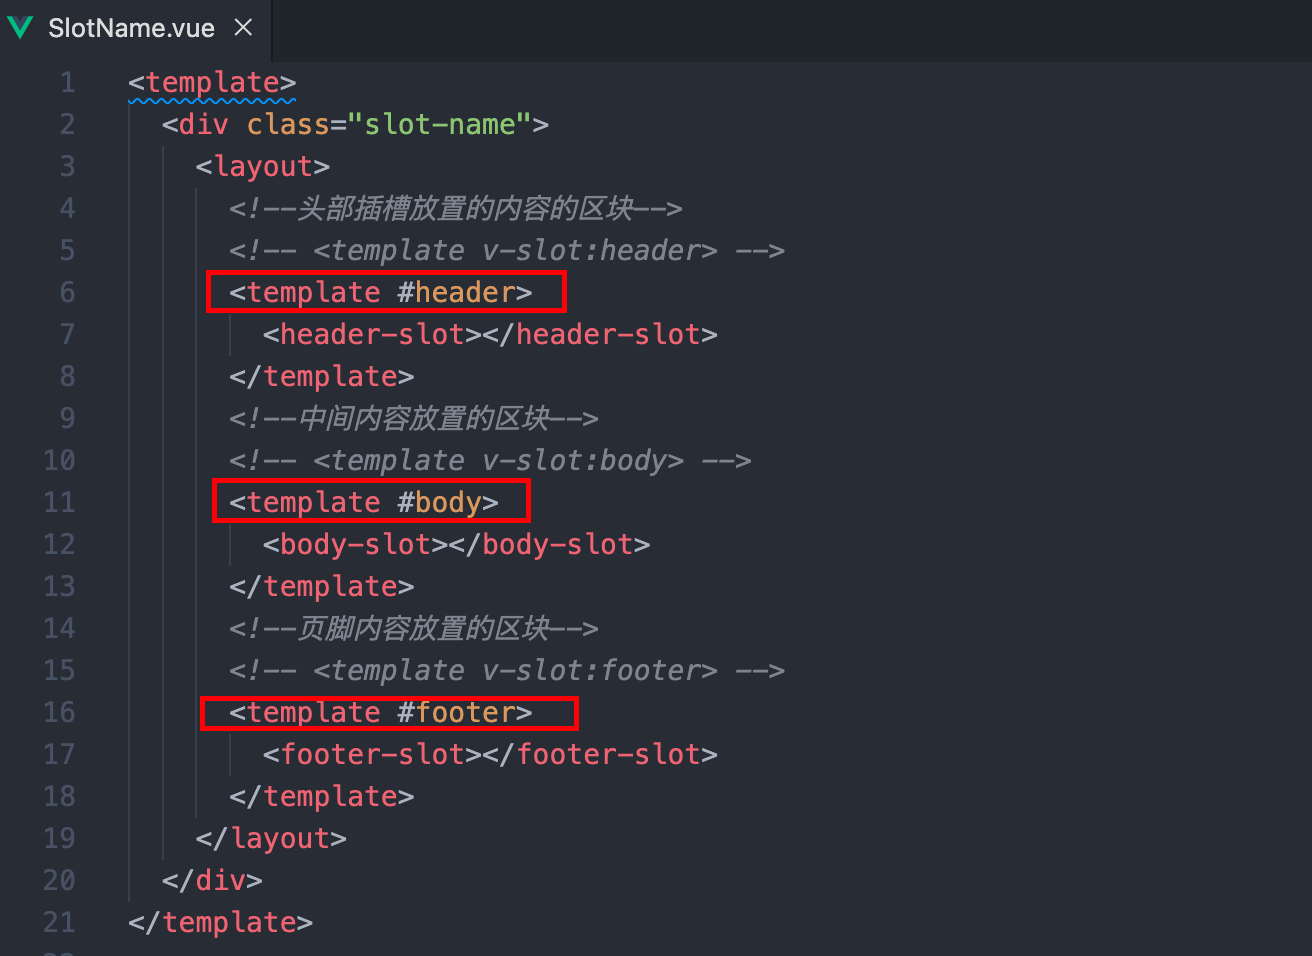 SlotName.vue ×
1 <template>
2 <div class="slot-name">
3 <layout>
4 <!--头部插槽放置的内容的区块-->
5 <!-- <template v-slot:header> -->
6 <template #header>
7 <header-slot></header-slot>
8 </template>
9 <!--中间内容放置的区块-->
10 <!-- <template v-slot:body> -->
11 <template #body>
12 <body-slot></body-slot>
13 </template>
14 <!--页脚内容放置的区块-->
15 <!-- <template v-slot:footer> -->
16 <template #footer>
17 <footer-slot></footer-slot>
18 </template>
19 </layout>
20 </div>
21 </template>